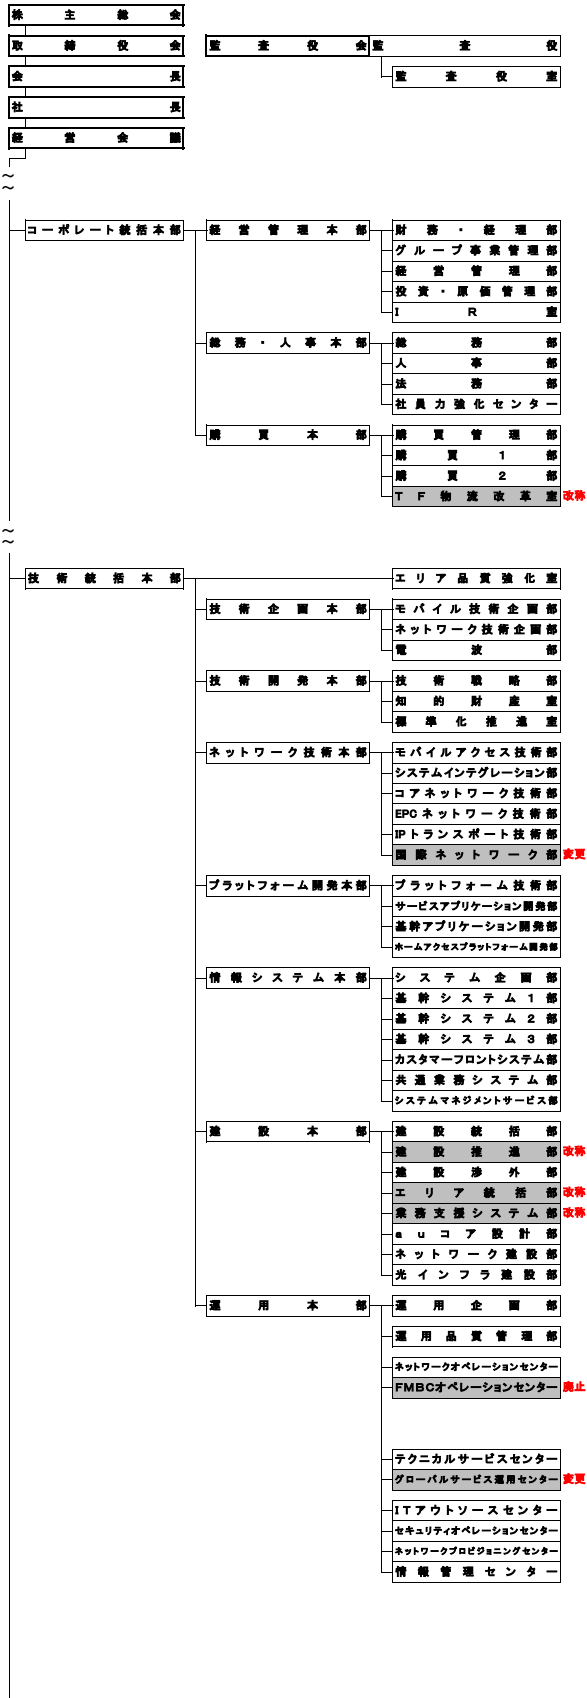 株主総会
取締役会 監査役会 監査役
会長 監査役室
社長
経営会議
～
～
コーポレート統括本部 経営管理本部 財務・経理部
グループ事業管理部
経営管理部
投資・原価管理部
IR室
総務・人事本部 総務部
人事部
法務部
社員力強化センター
購買本部 購買管理部
購買1部
購買2部
TF物流改革室 改称
～
～
技術統括本部 エリア品質強化室
技術企画本部 モバイル技術企画部
ネットワーク技術企画部
電波部
技術開発本部 技術戦略部
知的財産室
標準化推進室
ネットワーク技術本部 モバイルアクセス技術部
システムインテグレーション部
コアネットワーク技術部
EPCネットワーク技術部
IPトランスポート技術部
国際ネットワーク部 変更
プラットフォーム開発本部 プラットフォーム技術部
サービスアプリケーション開発部
基幹アプリケーション開発部
ホームアクセスプラットフォーム開発部
情報システム本部 システム企画部
基幹システム1部
基幹システム2部
基幹システム3部
カスタマーフロントシステム部
共通業務システム部
システムマネジメントサービス部
建設本部 建設統括部
建設推進部 改称
建設渉外部
エリア統括部 改称
業務支援システム部 改称
auコア設計部
ネットワーク建設部
光インフラ建設部
運用本部 運用企画部
運用品質管理部
ネットワークオペレーションセンター
FMBCオペレーションセンター 廃止
テクニカルサービスセンター
グローバルサービス運用センター 変更
ITアウトソースセンター
セキュリティオペレーションセンター
ネットワークプロビジョニングセンター
情報管理センター